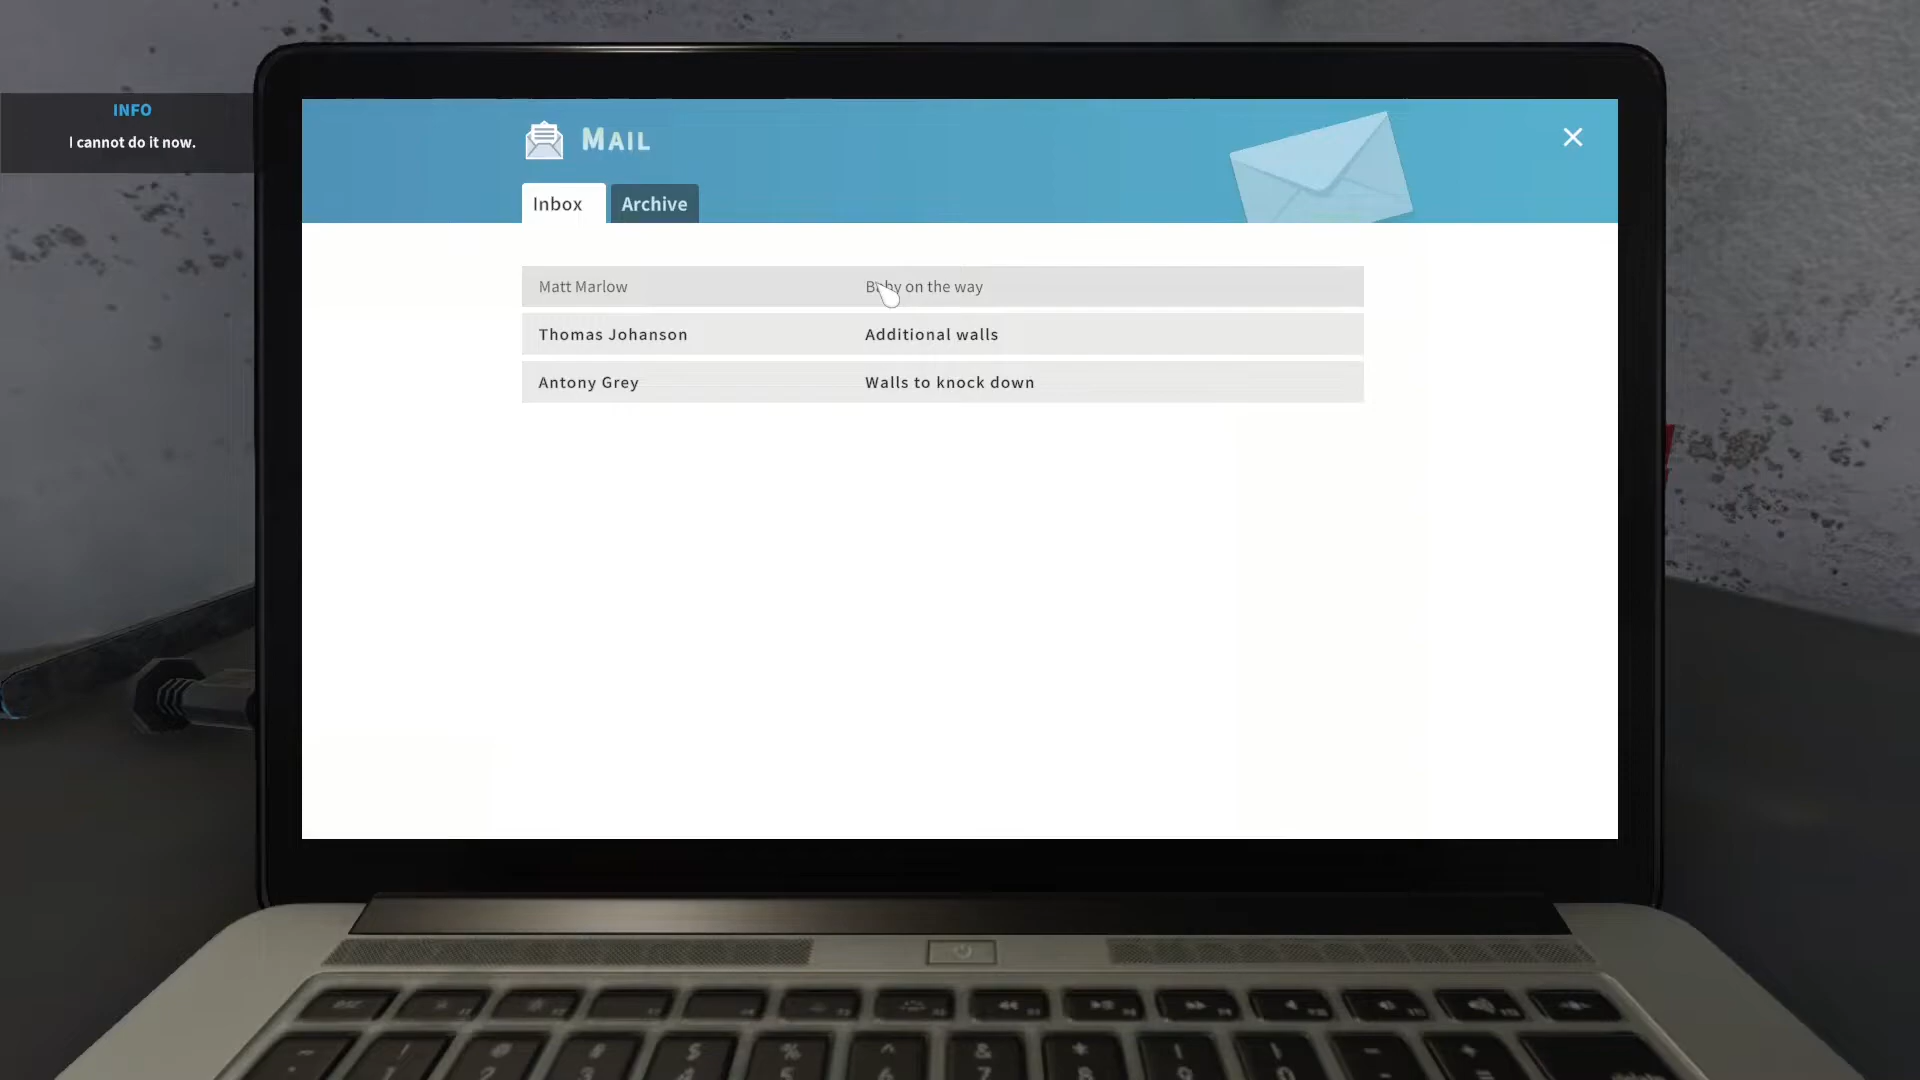 INFO
I cannot do it now.
MAIL
Inbox
Archive
Matt Marlow
Baby on the way
Thomas Johanson
Additional walls
Antony Grey
Walls to knock down